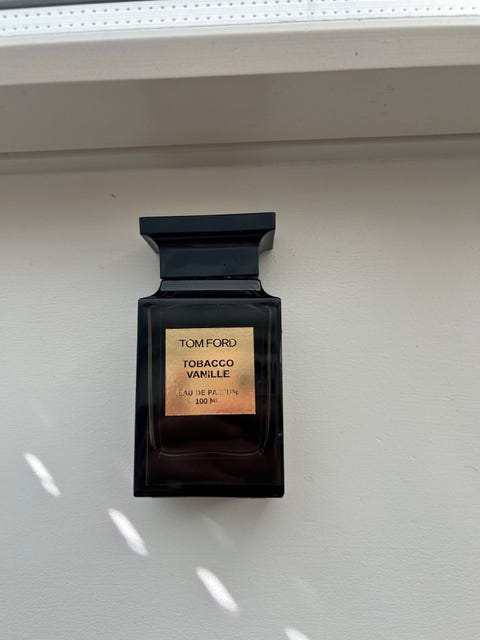 TOM FORD
TOBACCO
VANILLE
EAU DE PARFUM
100 ML